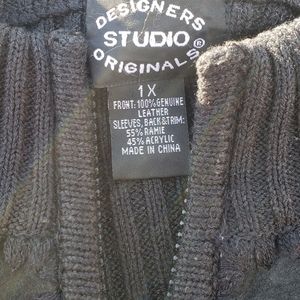 DESIGNERS
STUDIO®
ORIGINALS
1X
FRONT: 100% GENUINE
LEATHER
SLEEVES, BACK&TRIM:
55% RAMIE
45% ACRYLIC
MADE IN CHINA